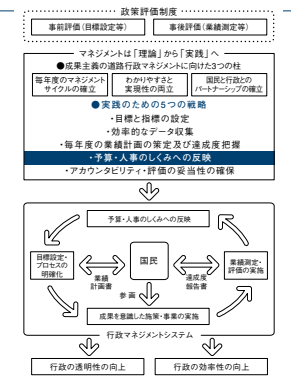 政策評価制度
事前評価(目標設定等)
事後評価(業績測定等)
マネジメントは「理論」から「実践」へ
●成果主義の道路行政マネジメントに向けた3つの柱
毎年度のマネジメント
サイクルの確立
わかりやすさと
実現性の両立
国民と行政との
パートナーシップの確立
●実践のための5つの戦略
・目標と指標の設定
・効率的なデータ収集
・毎年度の業績計画の策定及び達成度把握
・予算・人事のしくみへの反映
・アカウンタビリティ・評価の妥当性の確保
予算・人事のしくみへの反映
目標設定・
プロセスの
明確化
業績
計画書
国民
達成度
報告書
業績測定・
評価の実施
参画
成果を意識した施策・事業の実施
行政マネジメントシステム
行政の透明性の向上
行政の効率性の向上